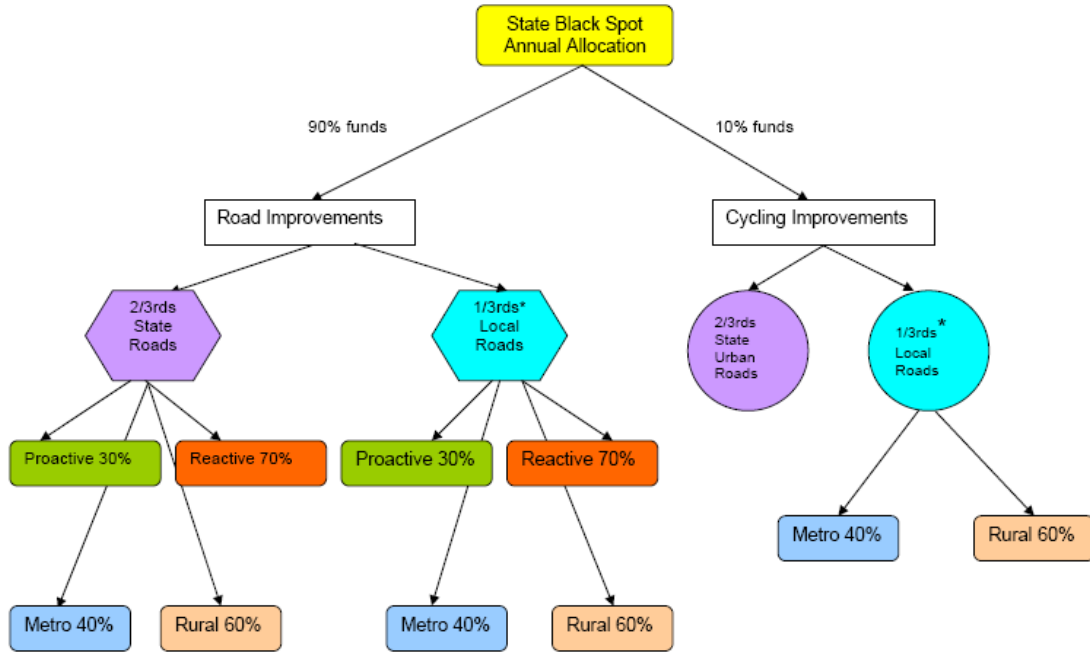 State Black Spot
Annual Allocation
90% funds
10% funds
Road Improvements
Cycling Improvements
2/3rds
State
Roads
1/3rds*
Local
Roads
2/3rds
State
Urban
Roads
1/3rds*
Local
Roads
Proactive 30%
Reactive 70%
Proactive 30%
Reactive 70%
Metro 40%
Rural 60%
Metro 40%
Rural 60%
Metro 40%
Rural 60%